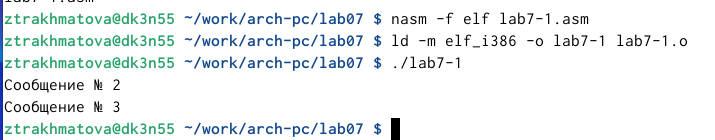 ztrakhmatova@dk3n55 ~/work/arch-pc/lab07 $ nasm -f elf lab7-1.asm
ztrakhmatova@dk3n55 ~/work/arch-pc/lab07 $ ld -m elf_i386 -o lab7-1 lab7-1.o
ztrakhmatova@dk3n55 ~/work/arch-pc/lab07 $ ./lab7-1
Сообщение № 2
Сообщение № 3
ztrakhmatova@dk3n55 ~/work/arch-pc/lab07 $